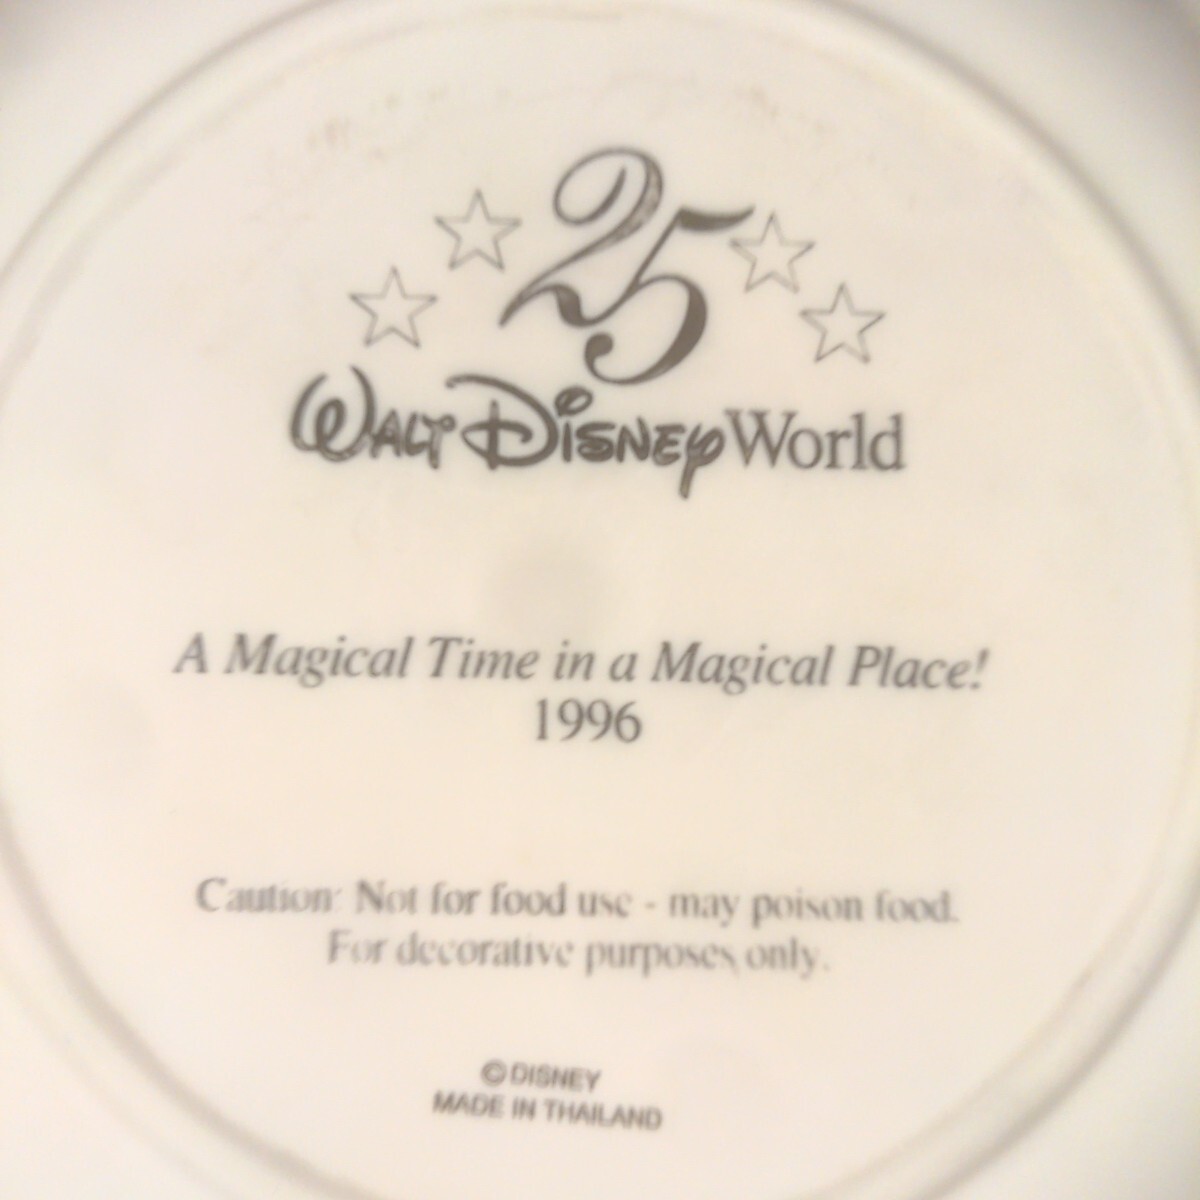 25
Walt Disney World
A Magical Time in a Magical Place!
1996
Caution: Not for food use - may poison food.
For decorative purposes only.
© DISNEY
MADE IN THAILAND